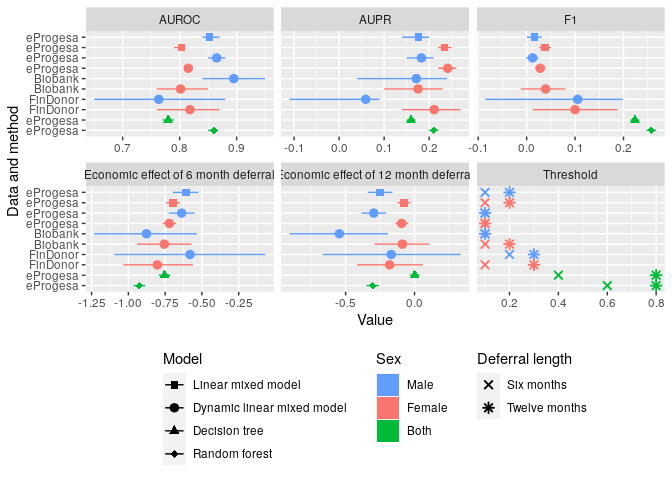 AUROC AUPR F1
eProgesa
eProgesa
eProgesa
eProgesa
Biobank
Biobank
FinDonor
FinDonor
eProgesa
eProgesa
0.7 0.8 0.9
-0.1 0.0 0.1 0.2
-0.1 0.0 0.1 0.2
Data and method
Economic effect of 6 month deferral
Economic effect of 12 month deferra
Threshold
eProgesa
eProgesa
eProgesa
eProgesa
Biobank
Biobank
FinDonor
FinDonor
eProgesa
eProgesa
-1.25 -1.00 -0.75 -0.50 -0.25
-0.5 0.0
0.2 0.4 0.6 0.8
Value
Model
Linear mixed model
Dynamic linear mixed model
Decision tree
Random forest
Sex
Male
Female
Both
Deferral length
Six months
Twelve months